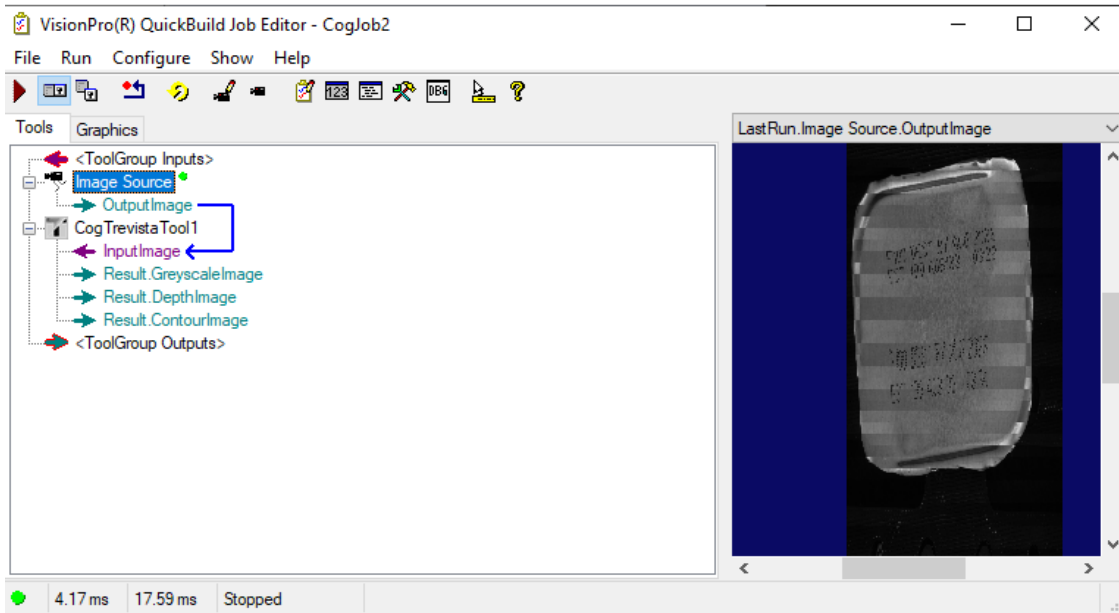 VisionPro(R) QuickBuild Job Editor - CogJob2
File Run Configure Show Help
123
DBG
?
Tools Graphics
LastRun.Image Source.OutputImage
<ToolGroup Inputs>
Image Source
OutputImage
CogTrevistaTool1
InputImage
Result.GreyscaleImage
Result.DepthImage
Result.ContourImage
<ToolGroup Outputs>
4.17 ms 17.59 ms Stopped